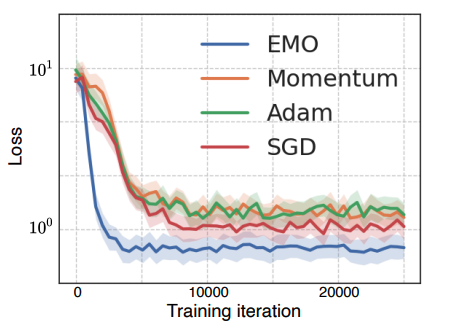 EMO
Momentum
Adam
SGD
Loss
10¹
10⁰
0 10000 20000
Training iteration